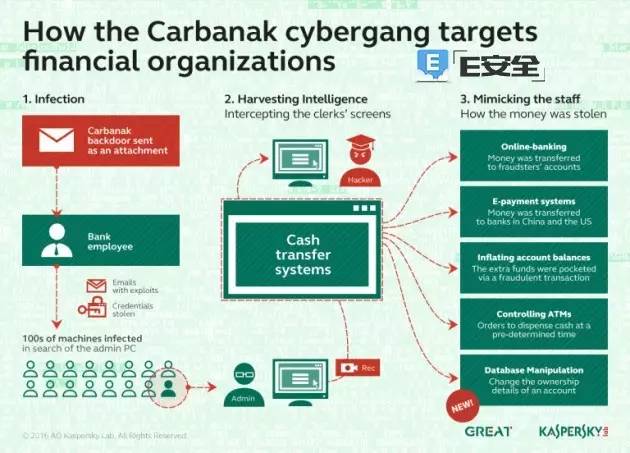 How the Carbanak cybergang targets
financial organizations
E安全
1. Infection
Carbanak
backdoor sent
as an attachment
Bank
employee
Emails
with exploits
Credentials
stolen
100s of machines infected
in search of the admin PC
2. Harvesting Intelligence
Intercepting the clerks' screens
Hacker
Cash
transfer
systems
Rec
Admin
3. Mimicking the staff
How the money was stolen
Online-banking
Money was transferred
to fraudsters' accounts
E-payment systems
Money was transferred
to banks in China and the US
Inflating account balances
The extra funds were pocketed
via a fraudulent transaction
Controlling ATMs
Orders to dispense cash at a
pre-determined time
Database Manipulation
Change the ownership
details of an account
NEW!
© 2016 AO Kaspersky Lab. All Rights Reserved.
GREAT
KASPERSKY lab